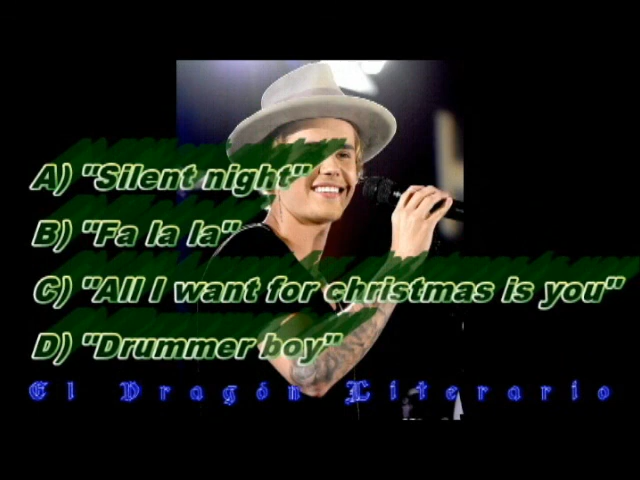 A) "Silent night"
B) "Fa la la"
C) "All I want for christmas is you"
D) "Drummer boy"
El Dragón Literario